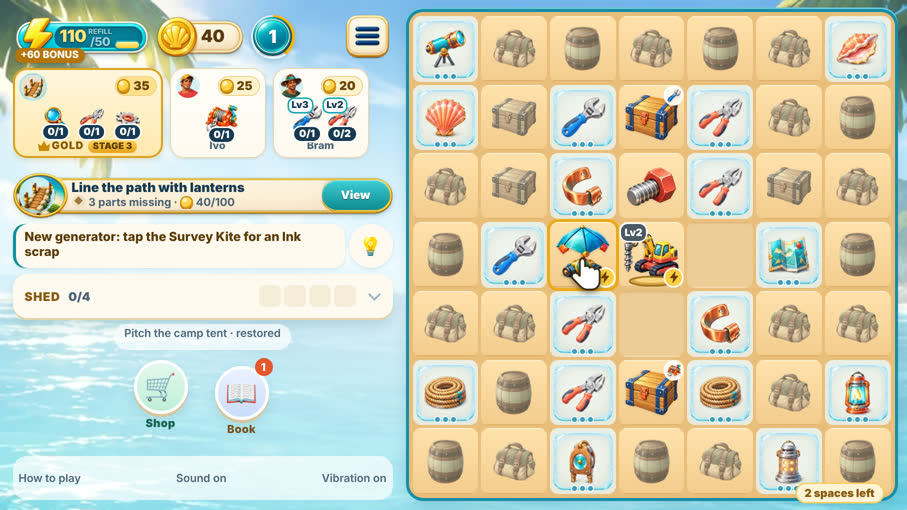 110
REFILL
/50
+60 BONUS
40
1
35
0/1
0/1
0/1
GOLD
STAGE 3
25
0/1
Ivo
20
Lv3
Lv2
0/1
0/2
Bram
Line the path with lanterns
3 parts missing · 40/100
View
New generator: tap the Survey Kite for an Ink
scrap
SHED 0/4
Pitch the camp tent · restored
Shop
1
Book
How to play
Sound on
Vibration on
Lv2
2 spaces left